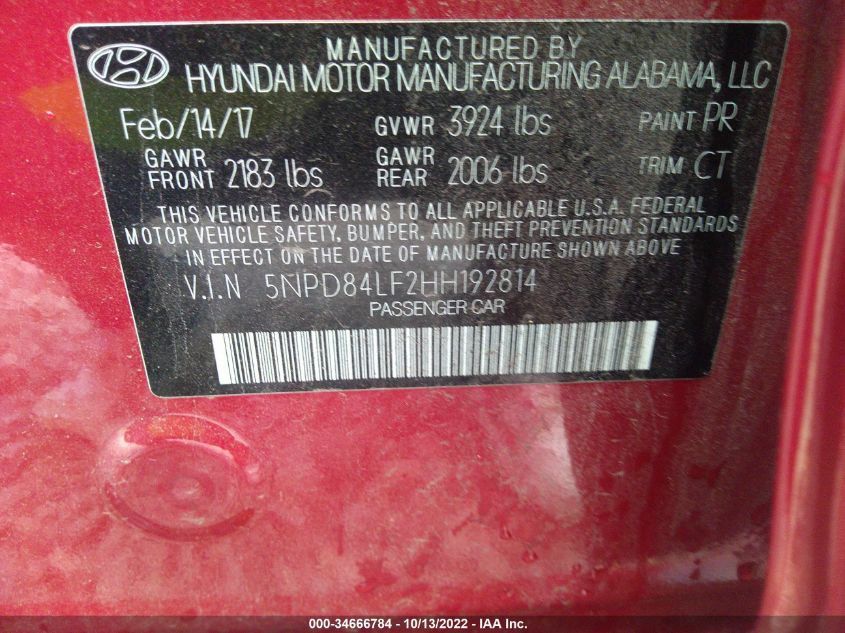 MANUFACTURED BY
HYUNDAI MOTOR MANUFACTURING ALABAMA, LLC
Feb/14/17 GVWR 3924 lbs PAINT PR
GAWR FRONT 2183 lbs GAWR REAR 2006 lbs TRIM CT
THIS VEHICLE CONFORMS TO ALL APPLICABLE U.S.A. FEDERAL
MOTOR VEHICLE SAFETY, BUMPER, AND THEFT PREVENTION STANDARDS
IN EFFECT ON THE DATE OF MANUFACTURE SHOWN ABOVE
V.I.N 5NPD84LF2HH192814
PASSENGER CAR
000-34666784 - 10/13/2022 - IAA Inc.